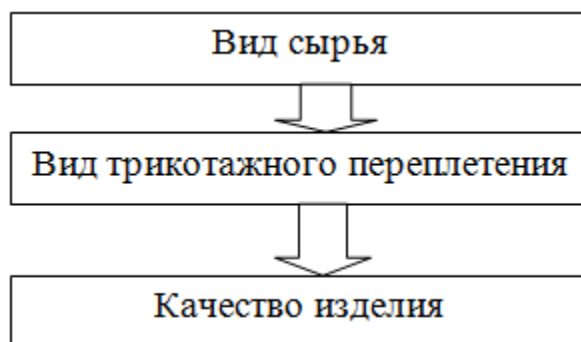 Вид сырья
Вид трикотажного переплетения
Качество изделия